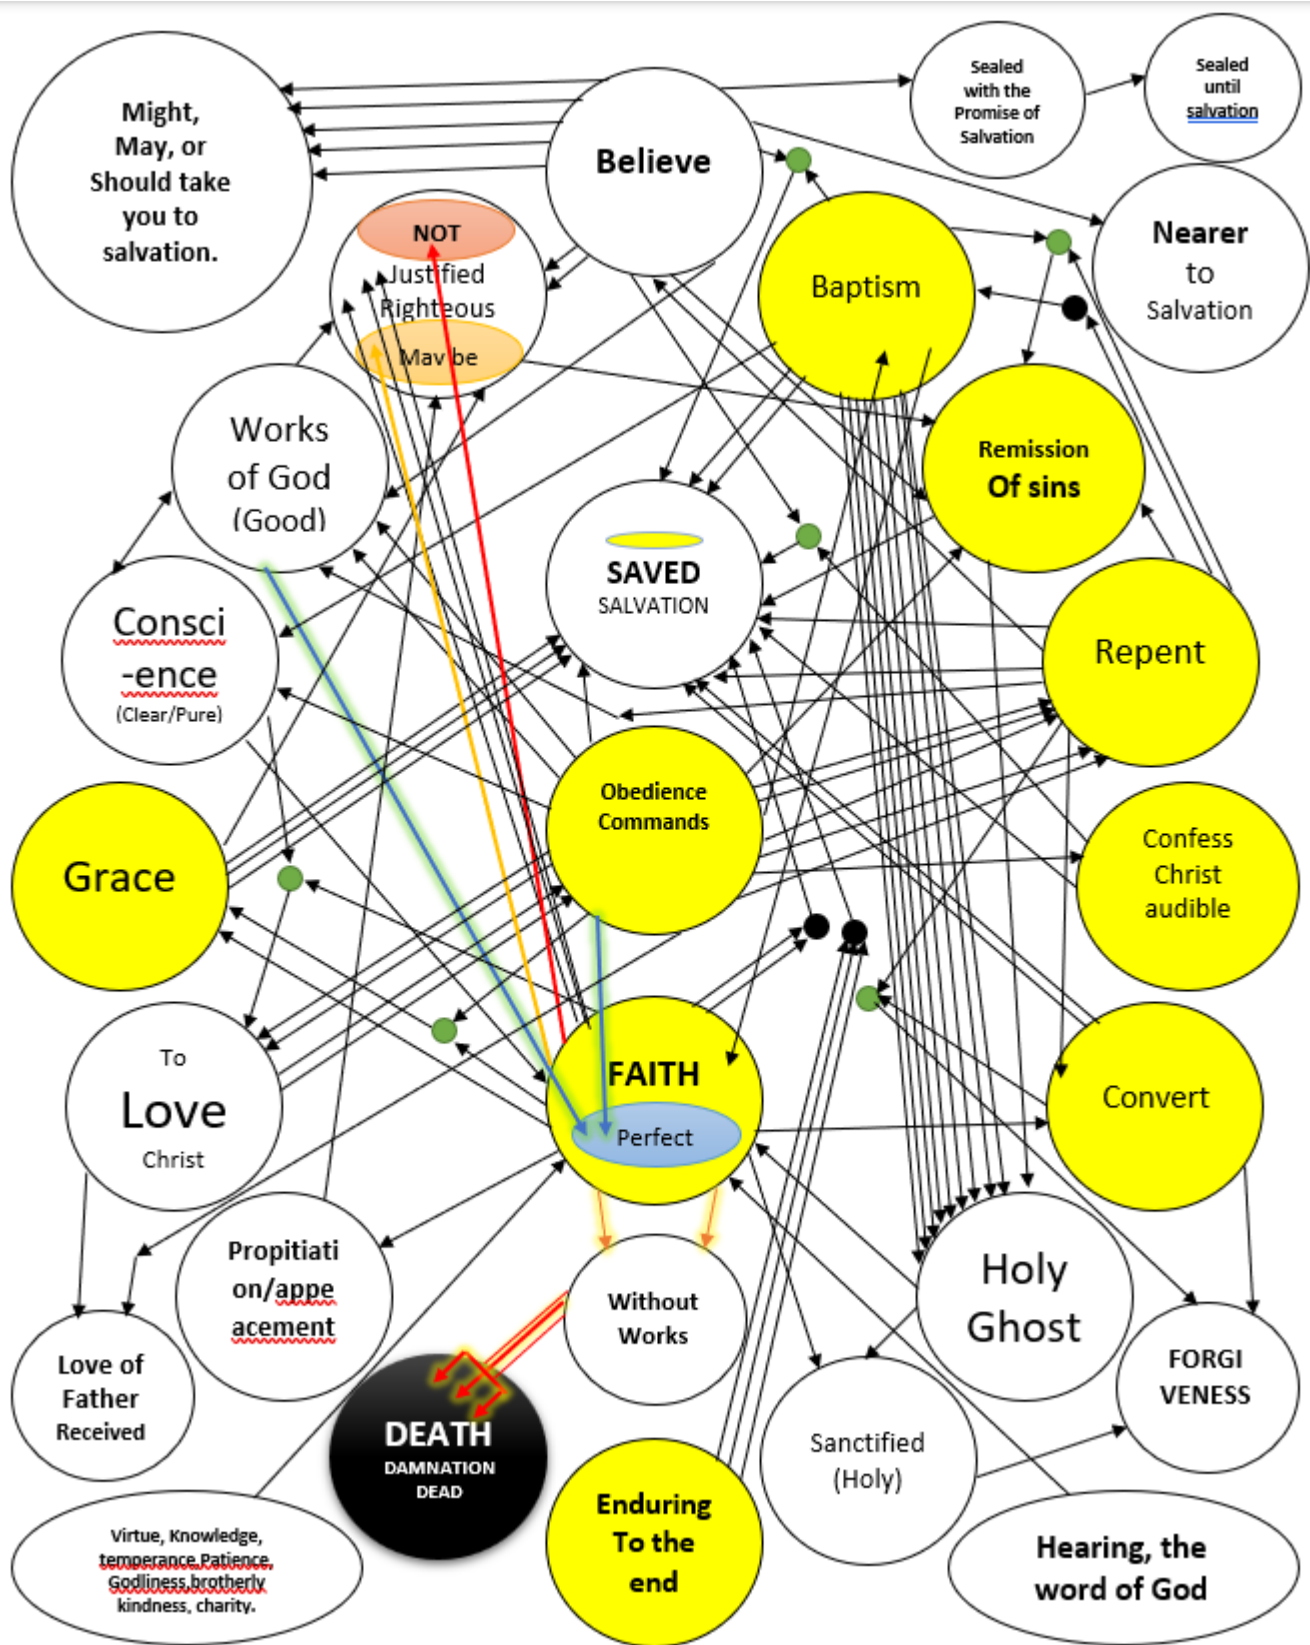 Might,
May, or
Should take
you to
salvation.
Believe
Sealed
with the
Promise of
Salvation
Sealed
until
salvation
NOT
Justified
Righteous
May be
Baptism
Nearer
to
Salvation
Works
of God
(Good)
Remission
Of sins
SAVED
SALVATION
Consci
-ence
(Clear/Pure)
Repent
Obedience
Commands
Grace
Confess
Christ
audible
To
Love
Christ
FAITH
Perfect
Convert
Propitiati
on/appe
acement
Without
Works
Holy
Ghost
Love of
Father
Received
FORGI
VENESS
DEATH
DAMNATION
DEAD
Sanctified
(Holy)
Enduring
To the
end
Virtue, Knowledge,
temperance,Patience,
Godliness,brotherly
kindness, charity.
Hearing, the
word of God